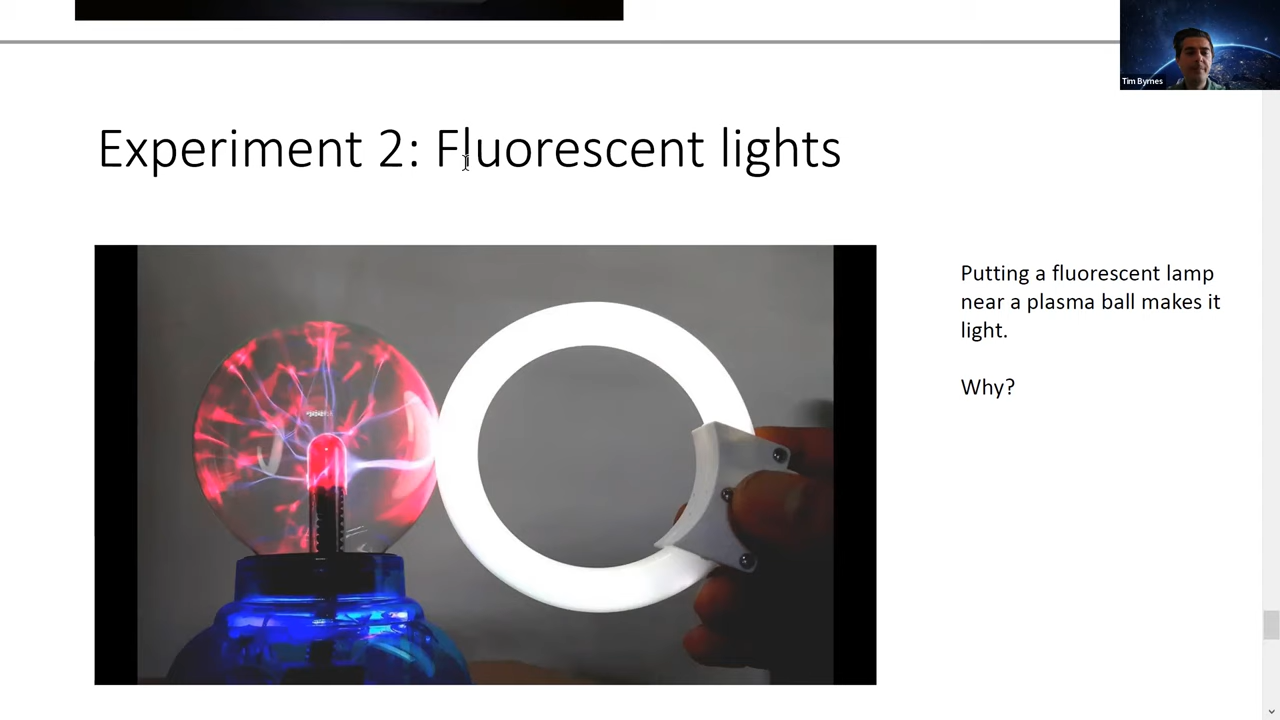 Tim Byrnes
Experiment 2: Fluorescent lights
Putting a fluorescent lamp
near a plasma ball makes it
light.
Why?